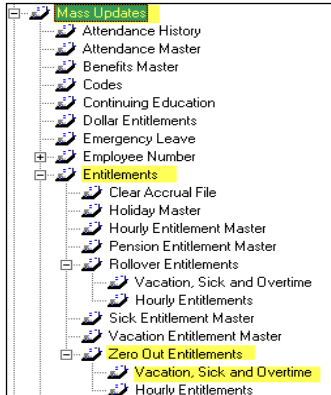 Mass Updates
Attendance History
Attendance Master
Benefits Master
Codes
Continuing Education
Dollar Entitlements
Emergency Leave
Employee Number
Entitlements
Clear Accrual File
Holiday Master
Hourly Entitlement Master
Pension Entitlement Master
Rollover Entitlements
Vacation, Sick and Overtime
Hourly Entitlements
Sick Entitlement Master
Vacation Entitlement Master
Zero Out Entitlements
Vacation, Sick and Overtime
Hourly Entitlements